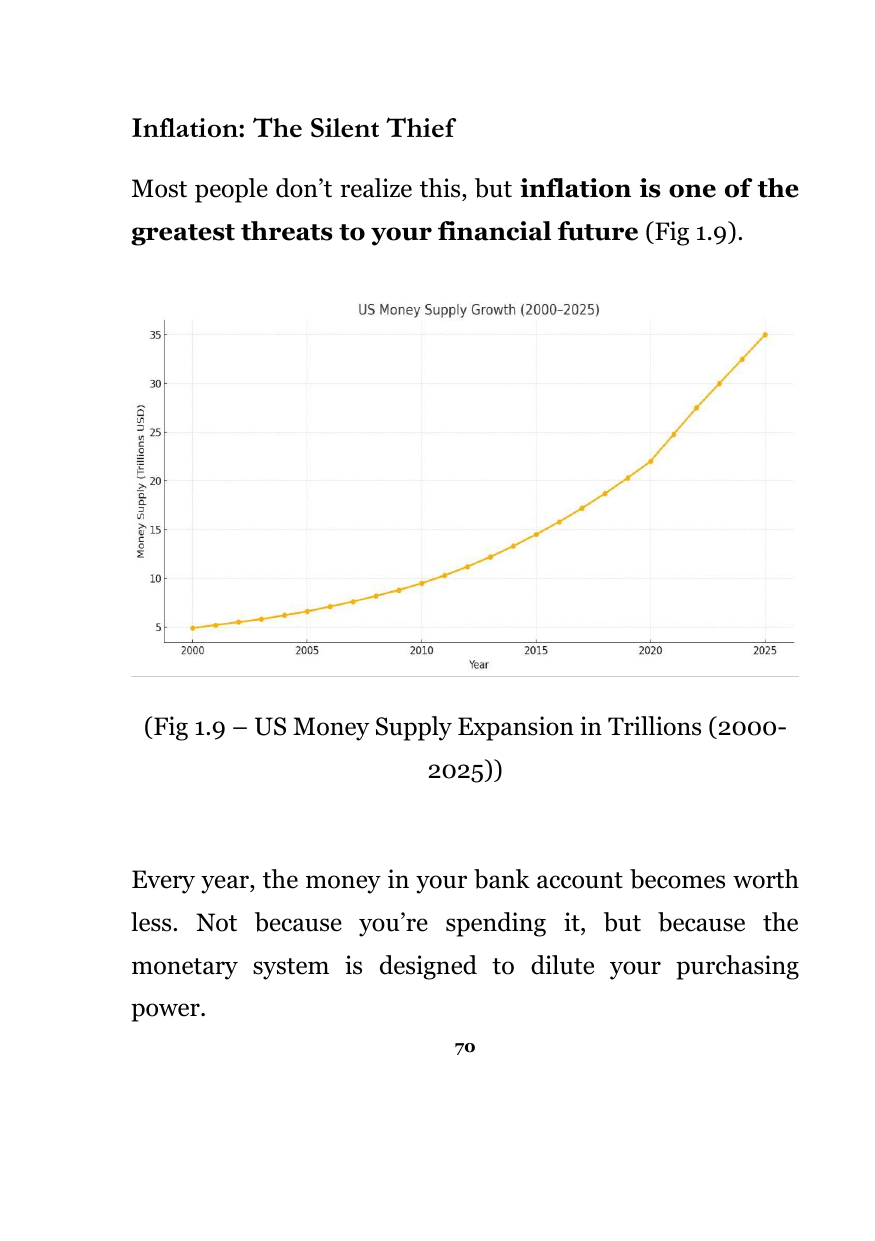 Inflation: The Silent Thief
Most people don’t realize this, but inflation is one of the
greatest threats to your financial future (Fig 1.9).
US Money Supply Growth (2000–2025)
Money Supply (Trillions USD)
35
30
25
20
15
10
5
2000 2005 2010 2015 2020 2025
Year
(Fig 1.9 – US Money Supply Expansion in Trillions (2000-
2025))
Every year, the money in your bank account becomes worth
less. Not because you’re spending it, but because the
monetary system is designed to dilute your purchasing
power.
70